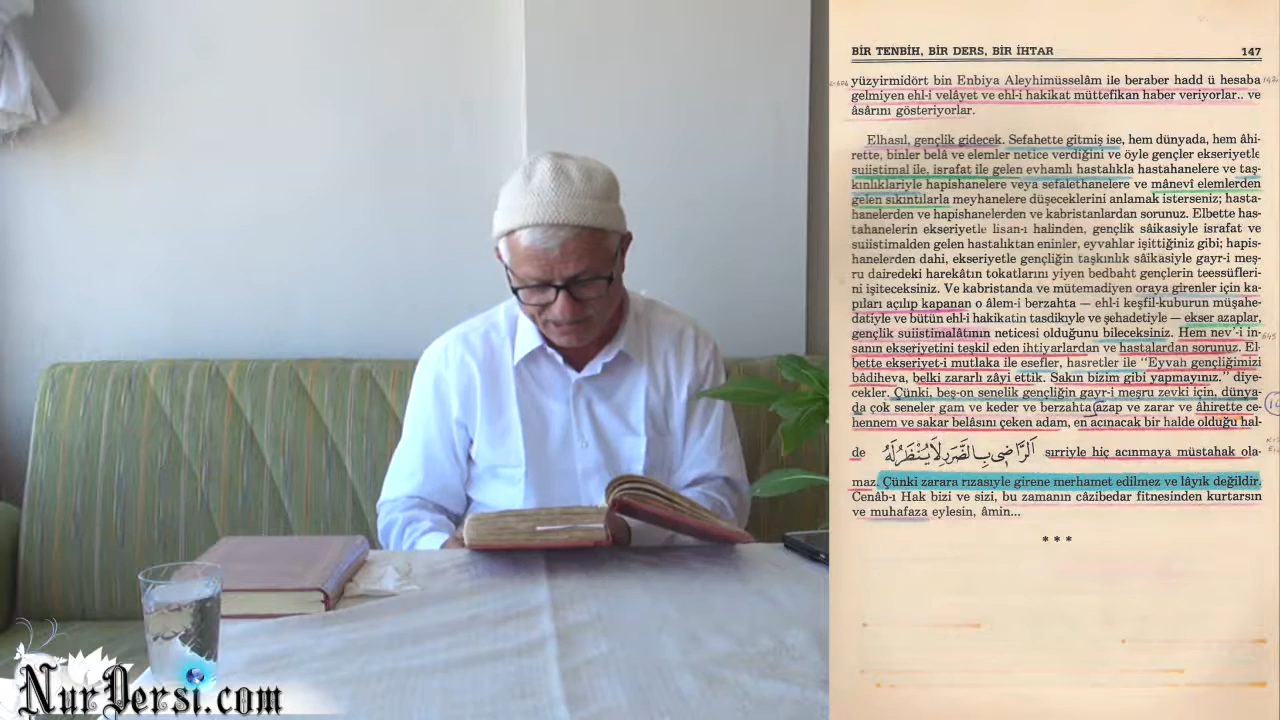 BİR TENBİH, BİR DERS, BİR İHTAR 147
yüzyirmidört bin Enbiya Aleyhimüsselâm ile beraber hadd ü hesaba
gelmiyen ehl-i velâyet ve ehl-i hakikat müttefikan haber veriyorlar.. ve
âsârını gösteriyorlar.
Elhasıl, gençlik gidecek. Sefahette gitmiş ise, hem dünyada, hem âhi-
rette, binler belâ ve elemler netice verdiğini ve öyle gençler ekseriyetle
suiistimal ile, israfat ile gelen evhamlı hastalıkla hastahanelere ve taş-
kınlıklariyle hapishanelere veya sefalethanelere ve mânevî elemlerden
gelen sıkıntılarla meyhanelere düşeceklerini anlamak isterseniz; hasta-
hanelerden ve hapishanelerden ve kabristanlardan sorunuz. Elbette has-
tahanelerin ekseriyetle lisan-ı halinden, gençlik sâikasiyle israfat ve
suiistimalden gelen hastalıktan eninler, eyvahlar işittiğiniz gibi; hapis-
hanelerden dahi, ekseriyetle gençliğin taşkınlık sâikasiyle gayr-i meş-
ru dairedeki harekâtın tokatlarını yiyen bedbaht gençlerin teessüfleri-
ni işiteceksiniz. Ve kabristanda ve mütemadiyen oraya girenler için ka-
pıları açılıp kapanan o âlem-i berzahta — ehl-i keşfil-kuburun müşahe-
datiyle ve bütün ehl-i hakikatin tasdikıyle ve şehadetiyle — ekser azaplar,
gençlik suiistimalâtının neticesi olduğunu bileceksiniz. Hem nev'-i in-
sanın ekseriyetini teşkil eden ihtiyarlardan ve hastalardan sorunuz. El-
bette ekseriyet-i mutlaka ile esefler, hasretler ile "Eyvah gençliğimizi
bâdiheva, belki zararlı zâyi ettik. Sakın bizim gibi yapmayınız." diye-
cekler. Çünki, beş-on senelik gençliğin gayr-i meşru zevki için, dünya-
da çok seneler gam ve keder ve berzahta azap ve zarar ve âhirette ce-
hennem ve sakar belâsını çeken adam, en acınacak bir halde olduğu hal-
de اَلرَّاضِى بِالضَّرَرِ لاَ يُنْظَرُ لَهُ sırriyle hiç acınmaya müstahak ola-
maz. Çünki zarara rızasıyle girene merhamet edilmez ve lâyık değildir.
Cenâb-ı Hak bizi ve sizi, bu zamanın câzibedar fitnesinden kurtarsın
ve muhafaza eylesin, âmin...
* * *
NurDersi.com